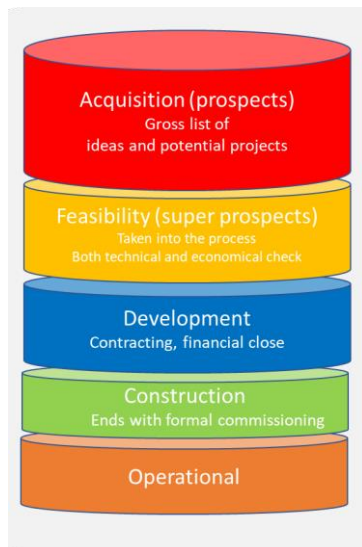 Acquisition (prospects)
Gross list of
ideas and potential projects
Feasibility (super prospects)
Taken into the process
Both technical and economical check
Development
Contracting, financial close
Construction
Ends with formal commissioning
Operational